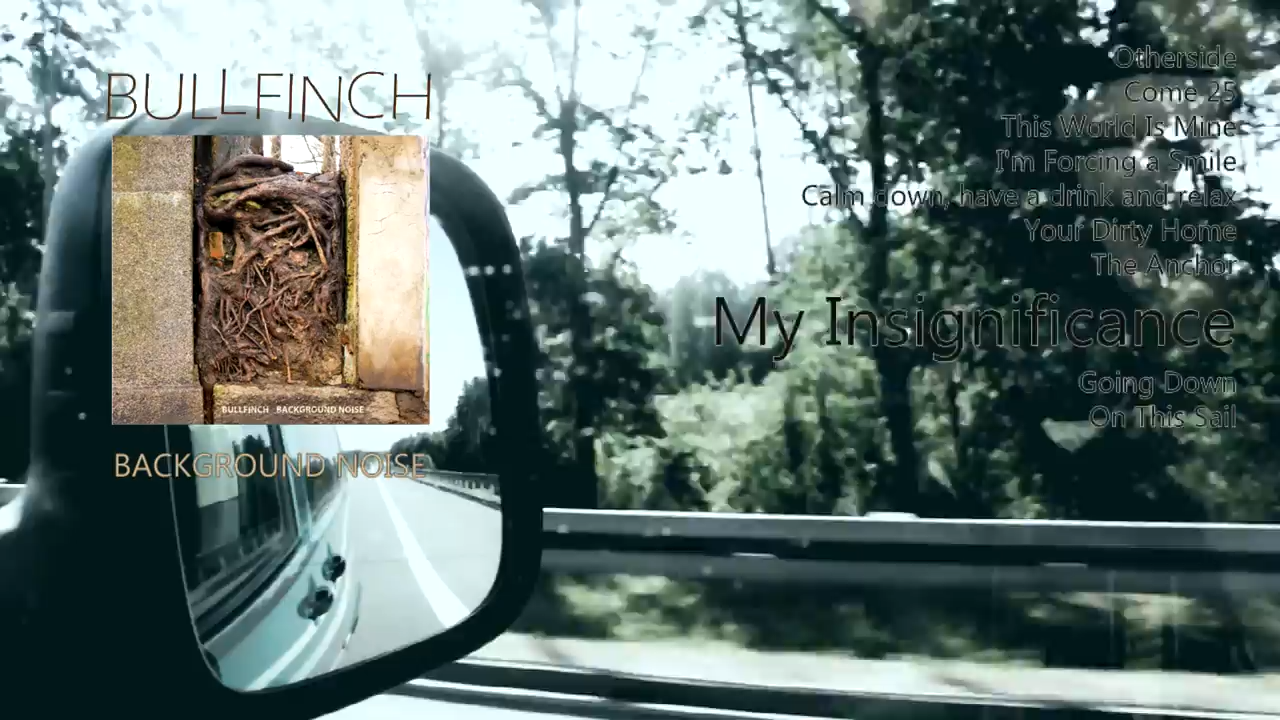 BULLFINCH
BULLFINCH BACKGROUND NOISE
BACKGROUND NOISE
Otherside
Come 25
This World Is Mine
I'm Forcing a Smile
Calm down, have a drink and relax
Your Dirty Home
The Anchor
My Insignificance
Going Down
On This Sail